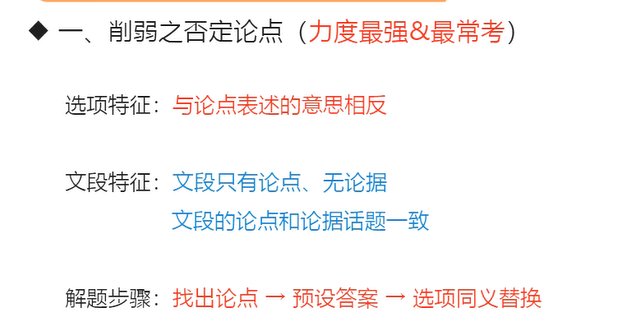 ◆ 一、削弱之否定论点（力度最强&最常考）
选项特征：与论点表述的意思相反
文段特征：文段只有论点、无论据
文段的论点和论据话题一致
解题步骤：找出论点 → 预设答案 → 选项同义替换